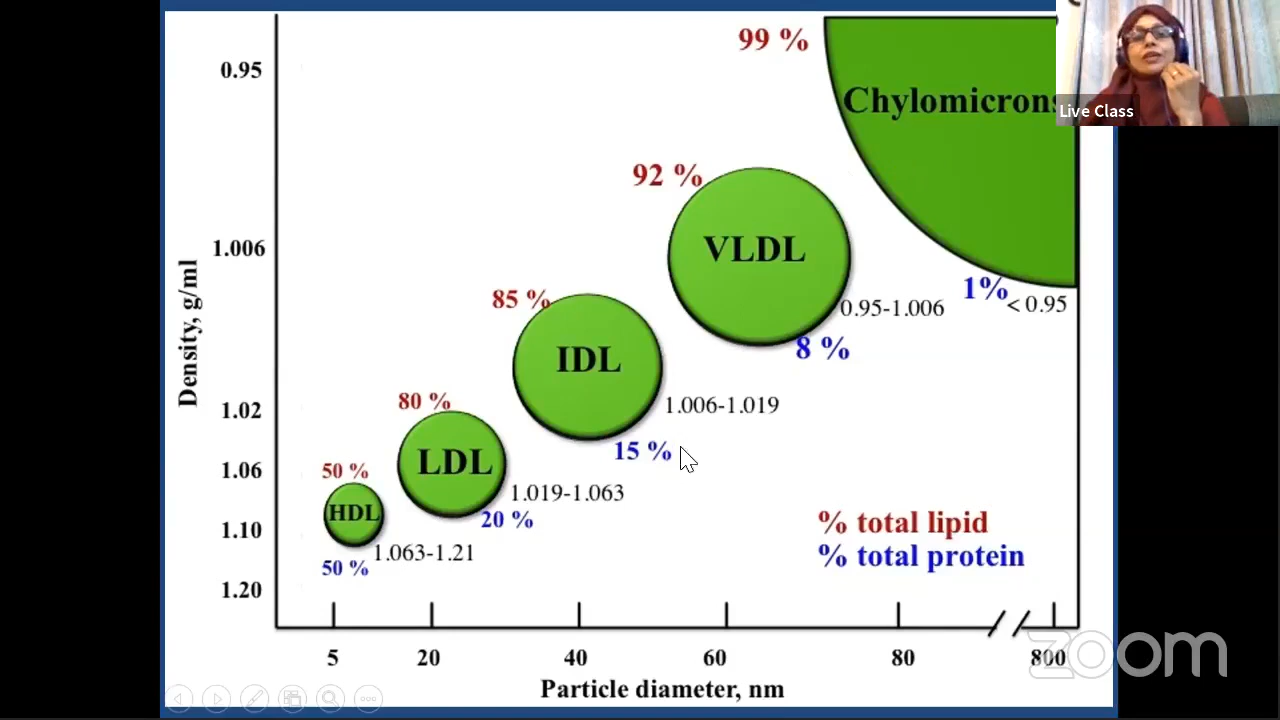 99 %
0.95
Chylomicrons
Live Class
92 %
VLDL
1.006
1%
< 0.95
0.95-1.006
8 %
85 %
IDL
1.006-1.019
15 %
80 %
1.02
LDL
1.019-1.063
20 %
50 %
1.06
HDL
1.10
1.063-1.21
50 %
1.20
Density, g/ml
% total lipid
% total protein
5 20 40 60 80 800
Particle diameter, nm
zoom